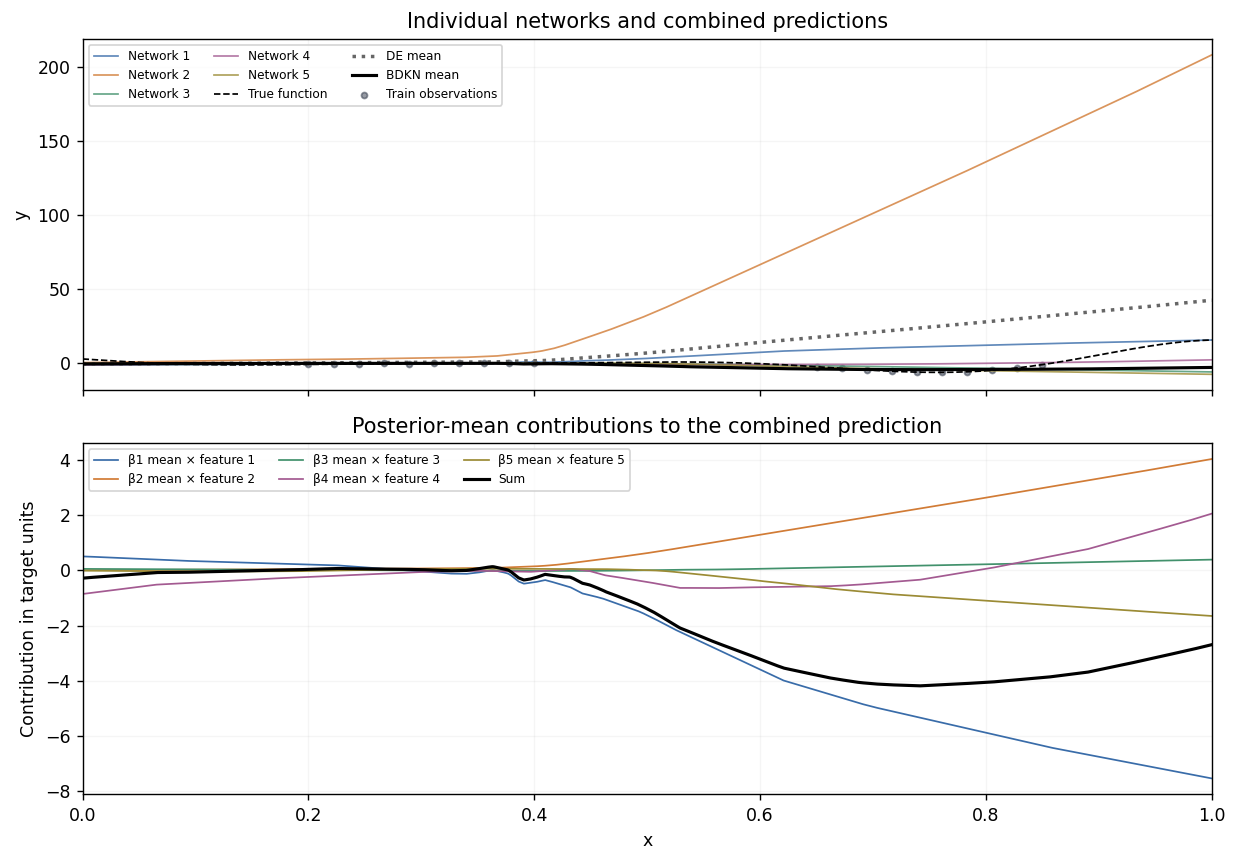 Individual networks and combined predictions
Network 1 Network 4 DE mean
Network 2 Network 5 BDKN mean
Network 3 True function Train observations
200
150
100
50
0
y
Posterior-mean contributions to the combined prediction
β1 mean × feature 1 β3 mean × feature 3 β5 mean × feature 5
β2 mean × feature 2 β4 mean × feature 4 Sum
4
2
0
−2
−4
−6
−8
Contribution in target units
0.0 0.2 0.4 0.6 0.8 1.0
x